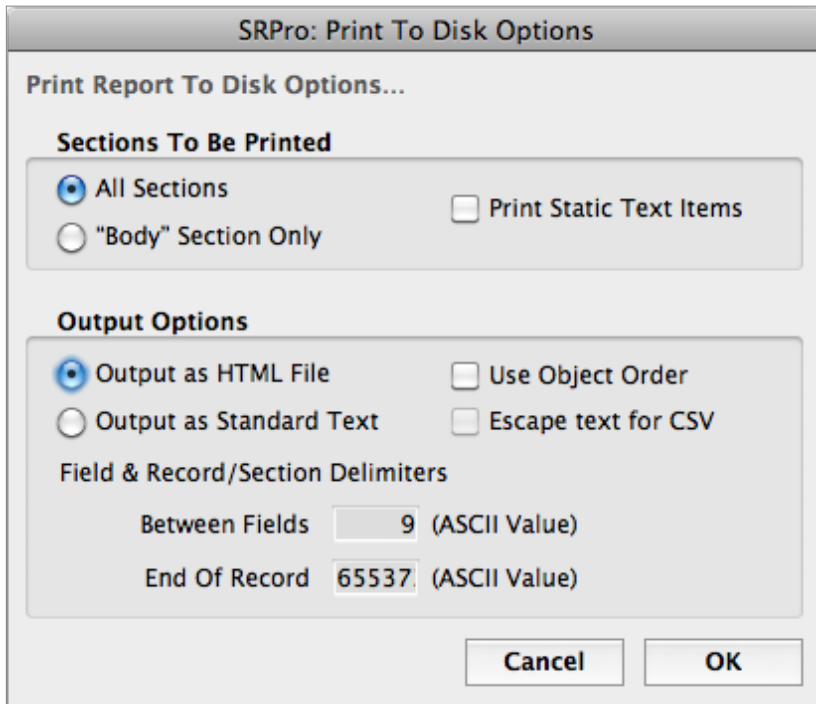 SRPro: Print To Disk Options
Print Report To Disk Options...
Sections To Be Printed
All Sections
Print Static Text Items
"Body" Section Only
Output Options
Output as HTML File
Use Object Order
Output as Standard Text
Escape text for CSV
Field & Record/Section Delimiters
Between Fields 9 (ASCII Value)
End Of Record 65537 (ASCII Value)
Cancel OK